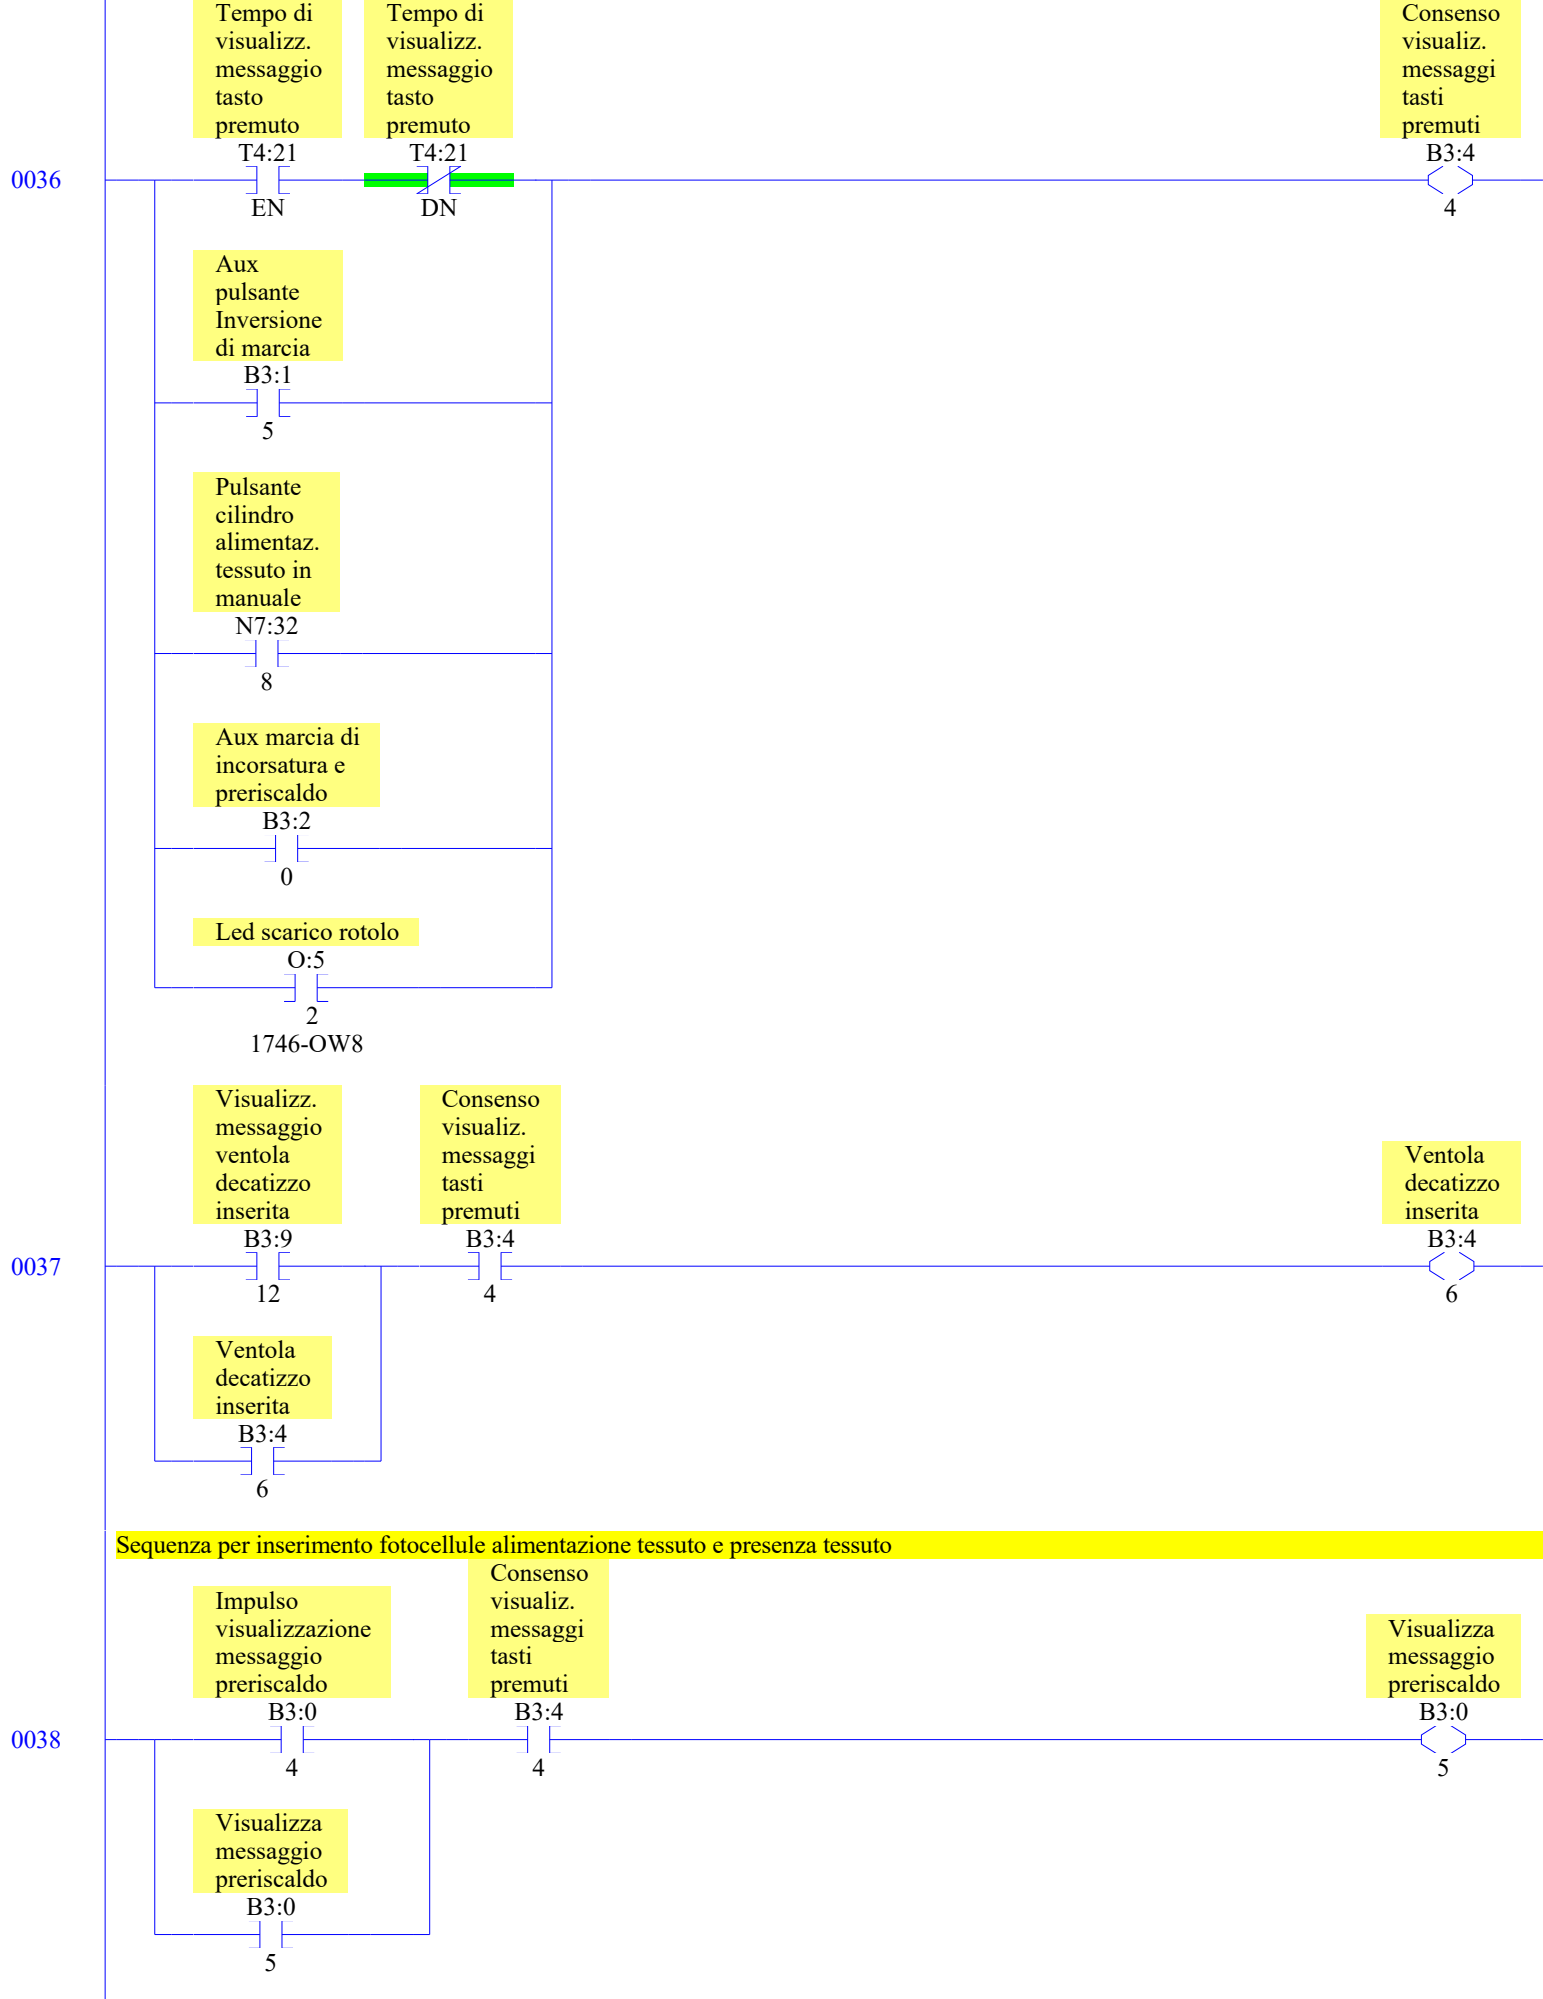 Tempo di
visualizz.
messaggio
tasto
premuto
T4:21
EN
Tempo di
visualizz.
messaggio
tasto
premuto
T4:21
DN
Consenso
visualiz.
messaggi
tasti
premuti
B3:4
4
0036
Aux
pulsante
Inversione
di marcia
B3:1
5
Pulsante
cilindro
alimentaz.
tessuto in
manuale
N7:32
8
Aux marcia di
incorsatura e
preriscaldo
B3:2
0
Led scarico rotolo
O:5
2
1746-OW8
Visualizz.
messaggio
ventola
decatizzo
inserita
B3:9
12
Consenso
visualiz.
messaggi
tasti
premuti
B3:4
4
Ventola
decatizzo
inserita
B3:4
6
0037
Ventola
decatizzo
inserita
B3:4
6
Sequenza per inserimento fotocellule alimentazione tessuto e presenza tessuto
Impulso
visualizzazione
messaggio
preriscaldo
B3:0
4
Consenso
visualiz.
messaggi
tasti
premuti
B3:4
4
Visualizza
messaggio
preriscaldo
B3:0
5
0038
Visualizza
messaggio
preriscaldo
B3:0
5